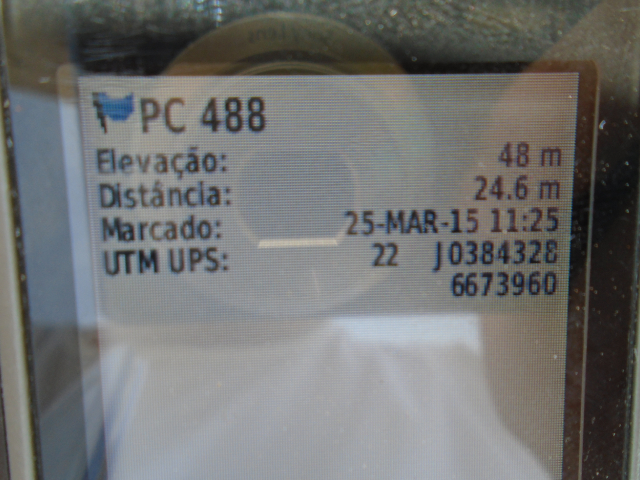 PC 488
Elevação: 48 m
Distância: 24.6 m
Marcado: 25-MAR-15 11:25
UTM UPS: 22 J0384328
6673960